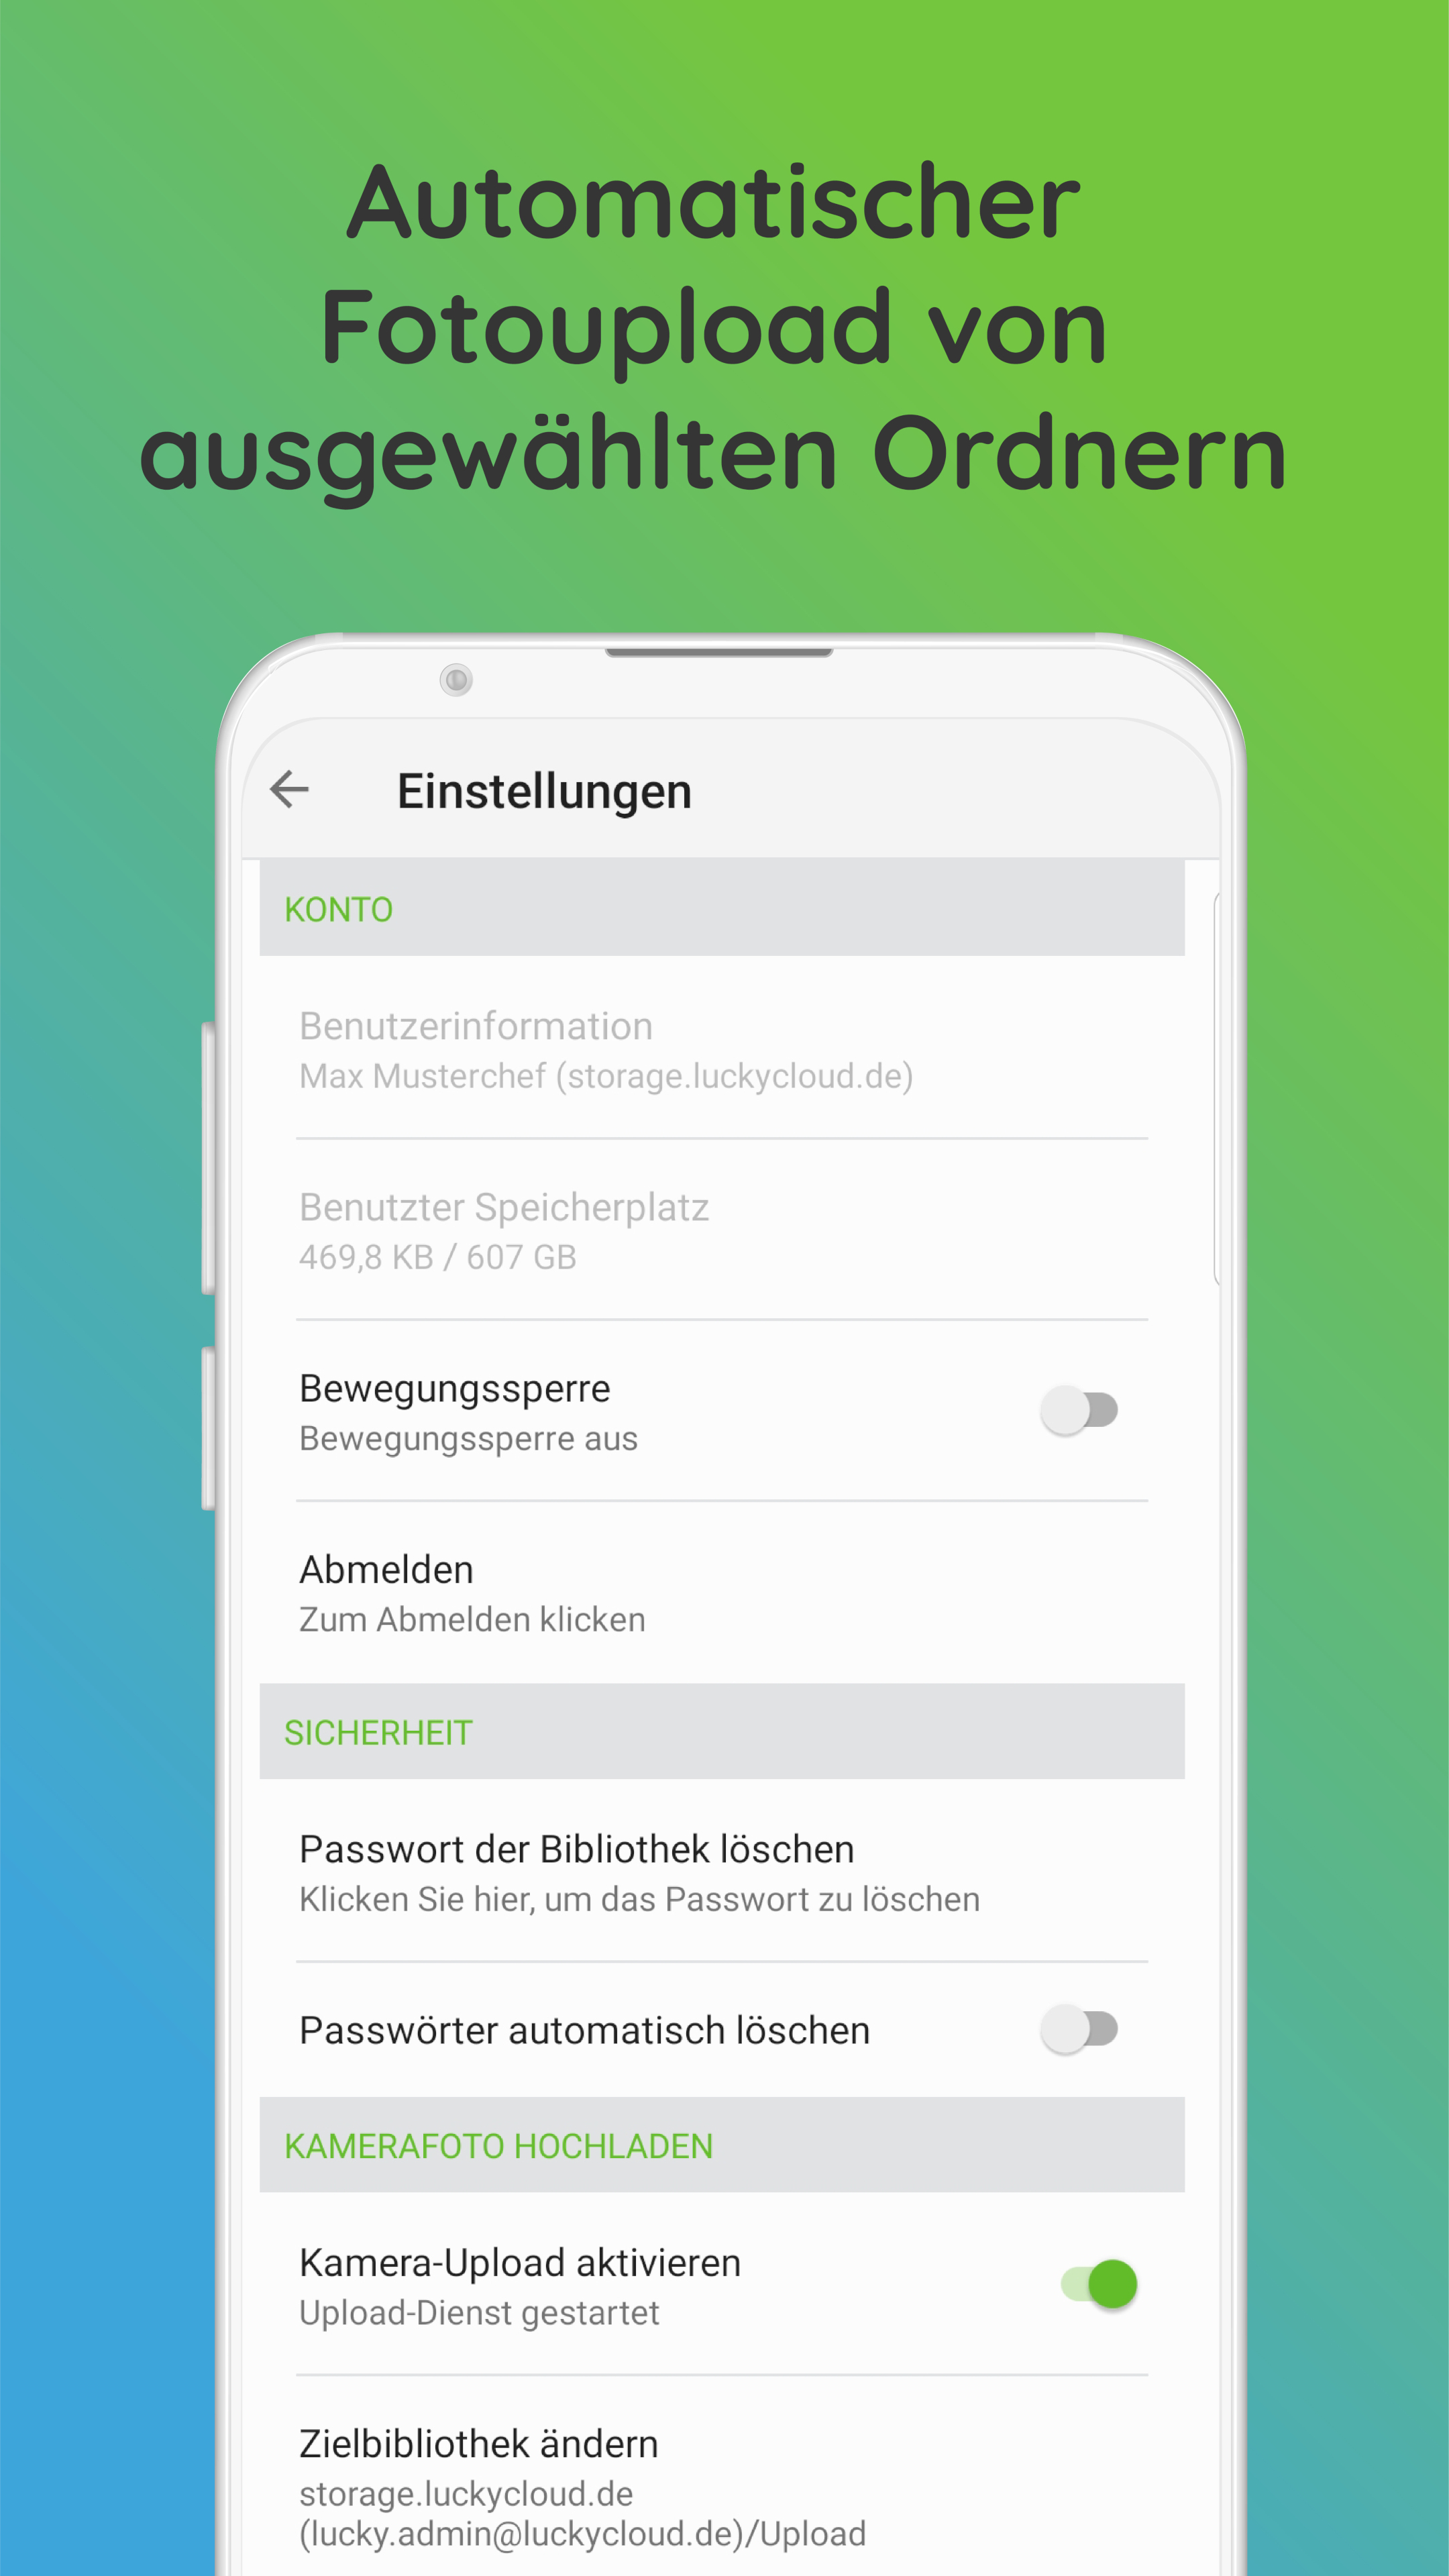 Automatischer
Fotoupload von
ausgewählten Ordnern
Einstellungen
KONTO
Benutzerinformation
Max Musterchef (storage.luckycloud.de)
Benutzter Speicherplatz
469,8 KB / 607 GB
Bewegungssperre
Bewegungssperre aus
Abmelden
Zum Abmelden klicken
SICHERHEIT
Passwort der Bibliothek löschen
Klicken Sie hier, um das Passwort zu löschen
Passwörter automatisch löschen
KAMERAFOTO HOCHLADEN
Kamera-Upload aktivieren
Upload-Dienst gestartet
Zielbibliothek ändern
storage.luckycloud.de
(lucky.admin@luckycloud.de)/Upload